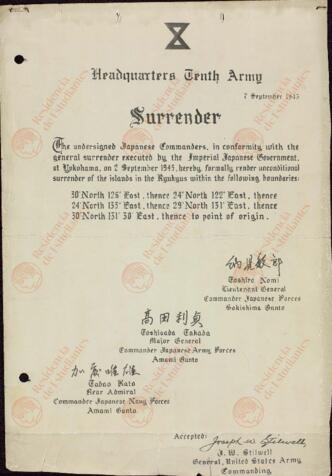 Headquarters Tenth Army
7 September 1945
Surrender
The undersigned Japanese Commanders, in conformity with the
general surrender executed by the Imperial Japanese Government,
at Yokohama, on 2 September 1945, hereby, formally render unconditional
surrender of the islands in the Ryukyus within the following boundaries:
30° North 126° East, thence 24° North 122° East, thence
24° North 133° East, thence 29° North 131° East, thence
30° North 131° 30' East, thence to point of origin.
納見敏郎
Toshiro Nomi
Lieutenant General
Commander Japanese Forces
Sakishima Gunto
高田利貞
Toshisada Takada
Major General
Commander Japanese Army Forces
Amami Gunto
加藤唯雄
Tadao Kato
Rear Admiral
Commander Japanese Navy Forces
Amami Gunto
Accepted:
Joseph W Stilwell
J. W. Stilwell
General, United States Army
Commanding
Residencia
de Estudiantes